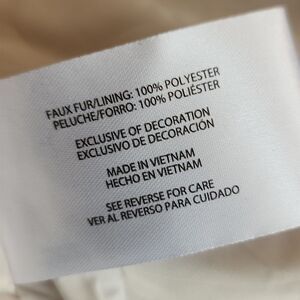 FAUX FUR/LINING: 100% POLYESTER
PELUCHE/FORRO: 100% POLIÉSTER
EXCLUSIVE OF DECORATION
EXCLUSIVO DE DECORACIÓN
MADE IN VIETNAM
HECHO EN VIETNAM
SEE REVERSE FOR CARE
VER AL REVERSO PARA CUIDADO